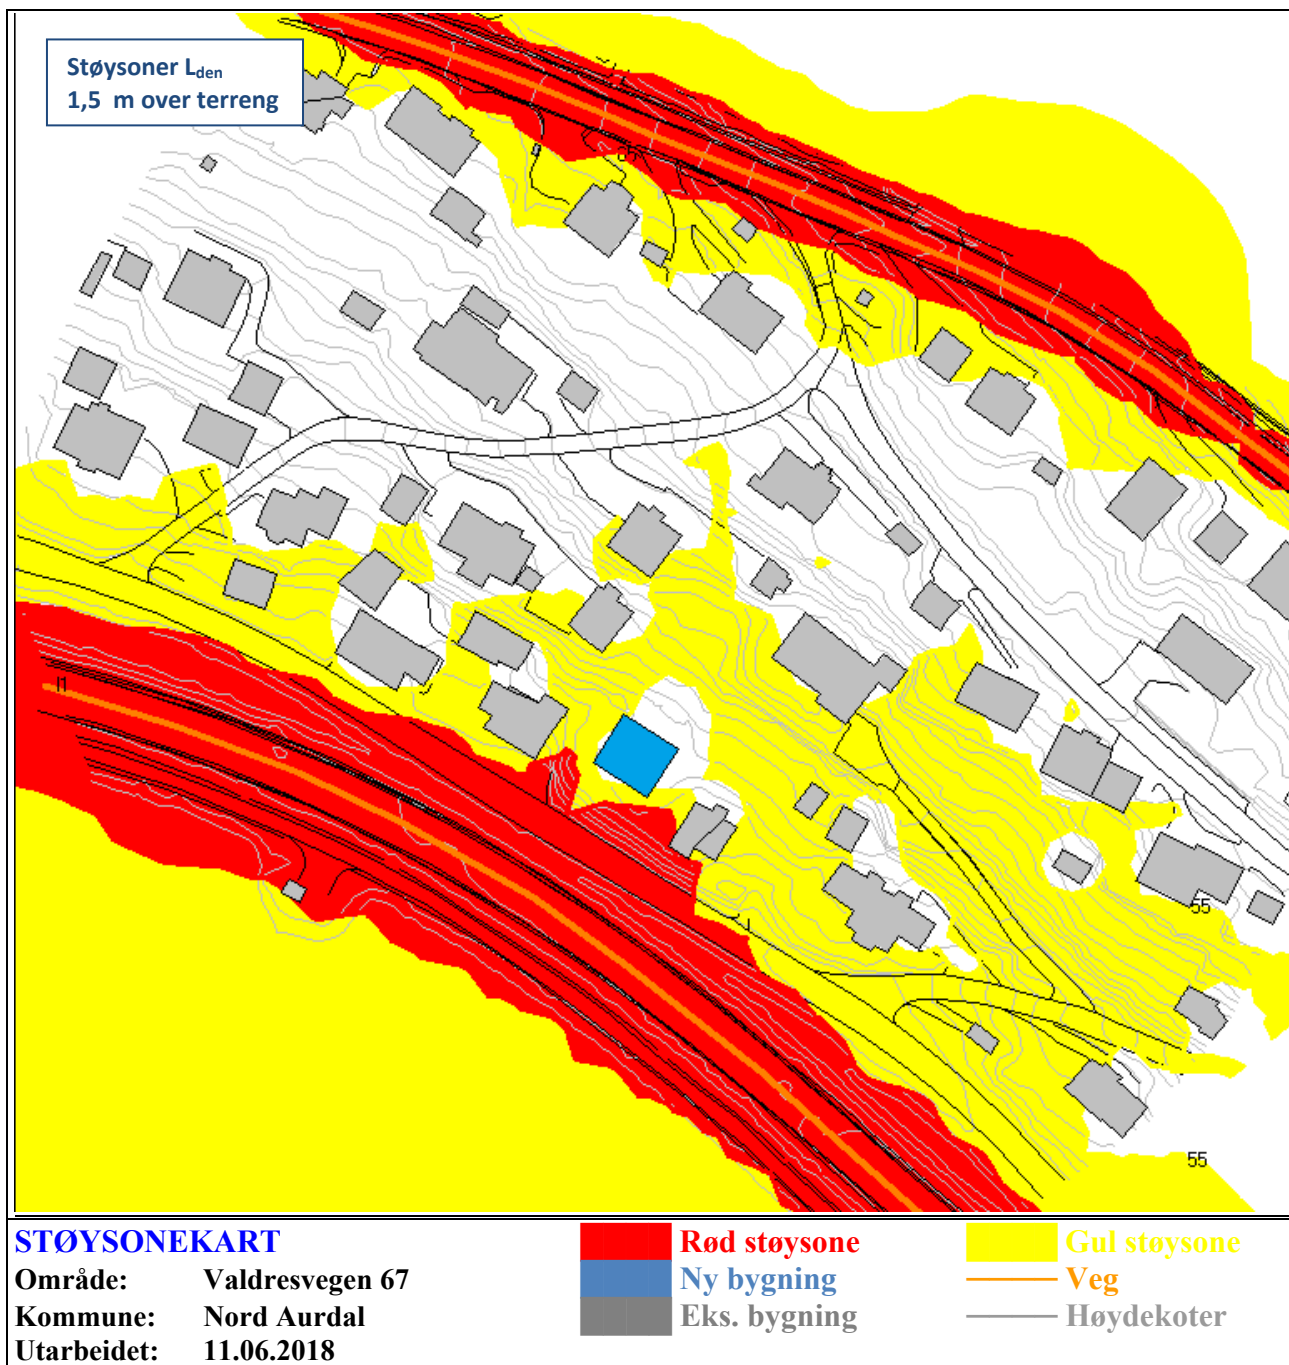 Støysoner Lden
1,5 m over terreng
65
55
55
STØYSONEKART
Område: Valdresvegen 67
Kommune: Nord Aurdal
Utarbeidet: 11.06.2018
Rød støysone
Ny bygning
Eks. bygning
Gul støysone
Veg
Høydekoter